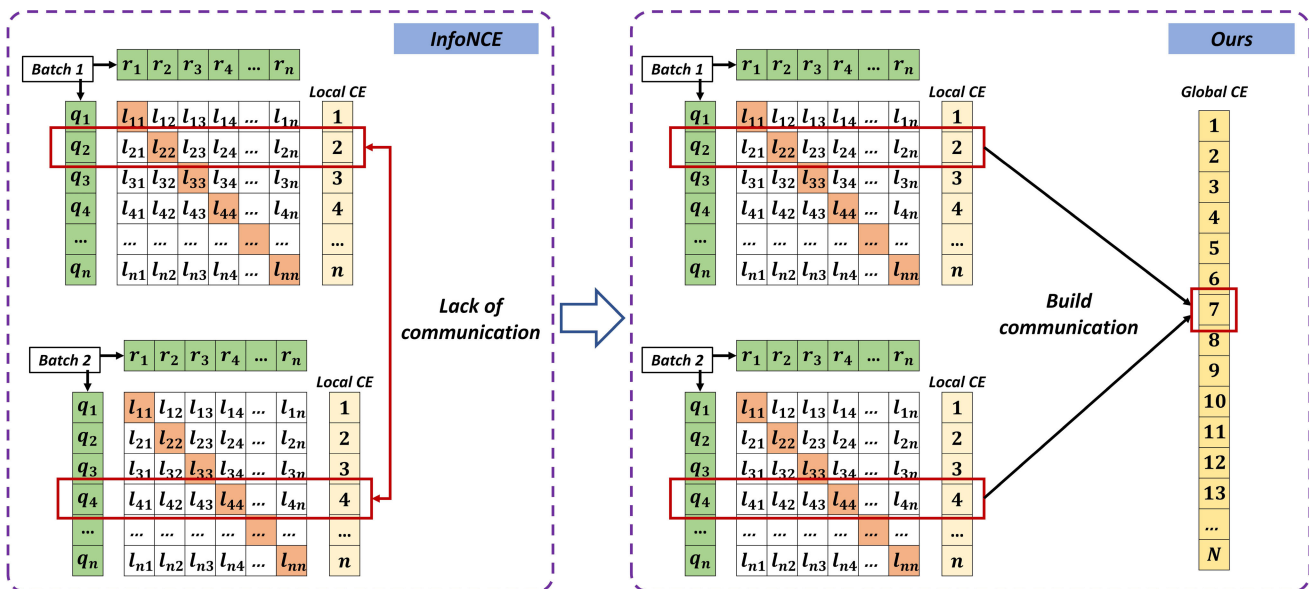 InfoNCE
Batch 1
r1 r2 r3 r4 ... rn
Local CE
q1 l11 l12 l13 l14 ... l1n 1
q2 l21 l22 l23 l24 ... l2n 2
q3 l31 l32 l33 l34 ... l3n 3
q4 l41 l42 l43 l44 ... l4n 4
... ... ... ... ... ... ... ...
qn ln1 ln2 ln3 ln4 ... lnn n
Lack of
communication
Batch 2
r1 r2 r3 r4 ... rn
Local CE
q1 l11 l12 l13 l14 ... l1n 1
q2 l21 l22 l23 l24 ... l2n 2
q3 l31 l32 l33 l34 ... l3n 3
q4 l41 l42 l43 l44 ... l4n 4
... ... ... ... ... ... ... ...
qn ln1 ln2 ln3 ln4 ... lnn n
Ours
Batch 1
r1 r2 r3 r4 ... rn
Local CE
q1 l11 l12 l13 l14 ... l1n 1
q2 l21 l22 l23 l24 ... l2n 2
q3 l31 l32 l33 l34 ... l3n 3
q4 l41 l42 l43 l44 ... l4n 4
... ... ... ... ... ... ... ...
qn ln1 ln2 ln3 ln4 ... lnn n
Build
communication
Batch 2
r1 r2 r3 r4 ... rn
Local CE
q1 l11 l12 l13 l14 ... l1n 1
q2 l21 l22 l23 l24 ... l2n 2
q3 l31 l32 l33 l34 ... l3n 3
q4 l41 l42 l43 l44 ... l4n 4
... ... ... ... ... ... ... ...
qn ln1 ln2 ln3 ln4 ... lnn n
Global CE
1
2
3
4
5
6
7
8
9
10
11
12
13
...
N